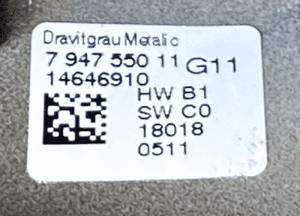 Dravitgrau Metalic
7 947 550 11 G11
14646910
HW B1
SW C0
18018
0511